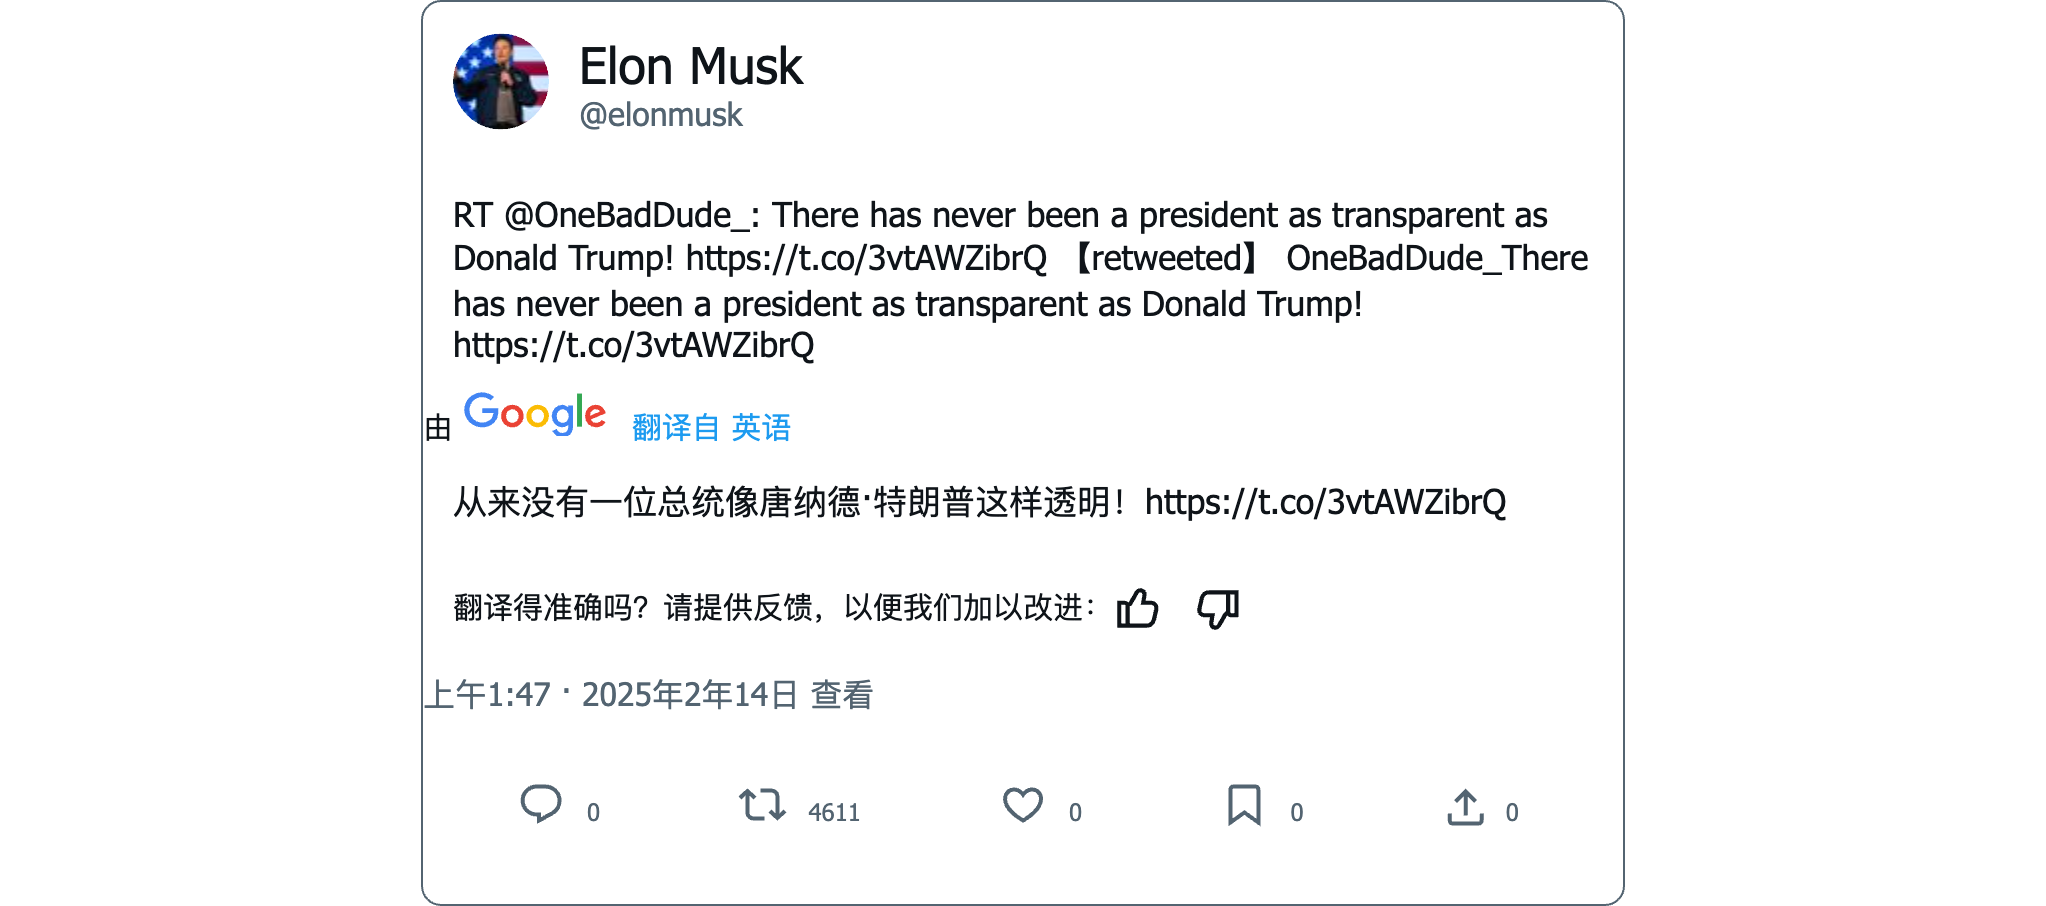 Elon Musk
@elonmusk
RT @OneBadDude_: There has never been a president as transparent as
Donald Trump! https://t.co/3vtAWZibrQ 【retweeted】 OneBadDude_There
has never been a president as transparent as Donald Trump!
https://t.co/3vtAWZibrQ
由 Google 翻译自 英语
从来没有一位总统像唐纳德·特朗普这样透明！https://t.co/3vtAWZibrQ
翻译得准确吗？请提供反馈，以便我们加以改进：
上午1:47 · 2025年2年14日 查看
0 4611 0 0 0